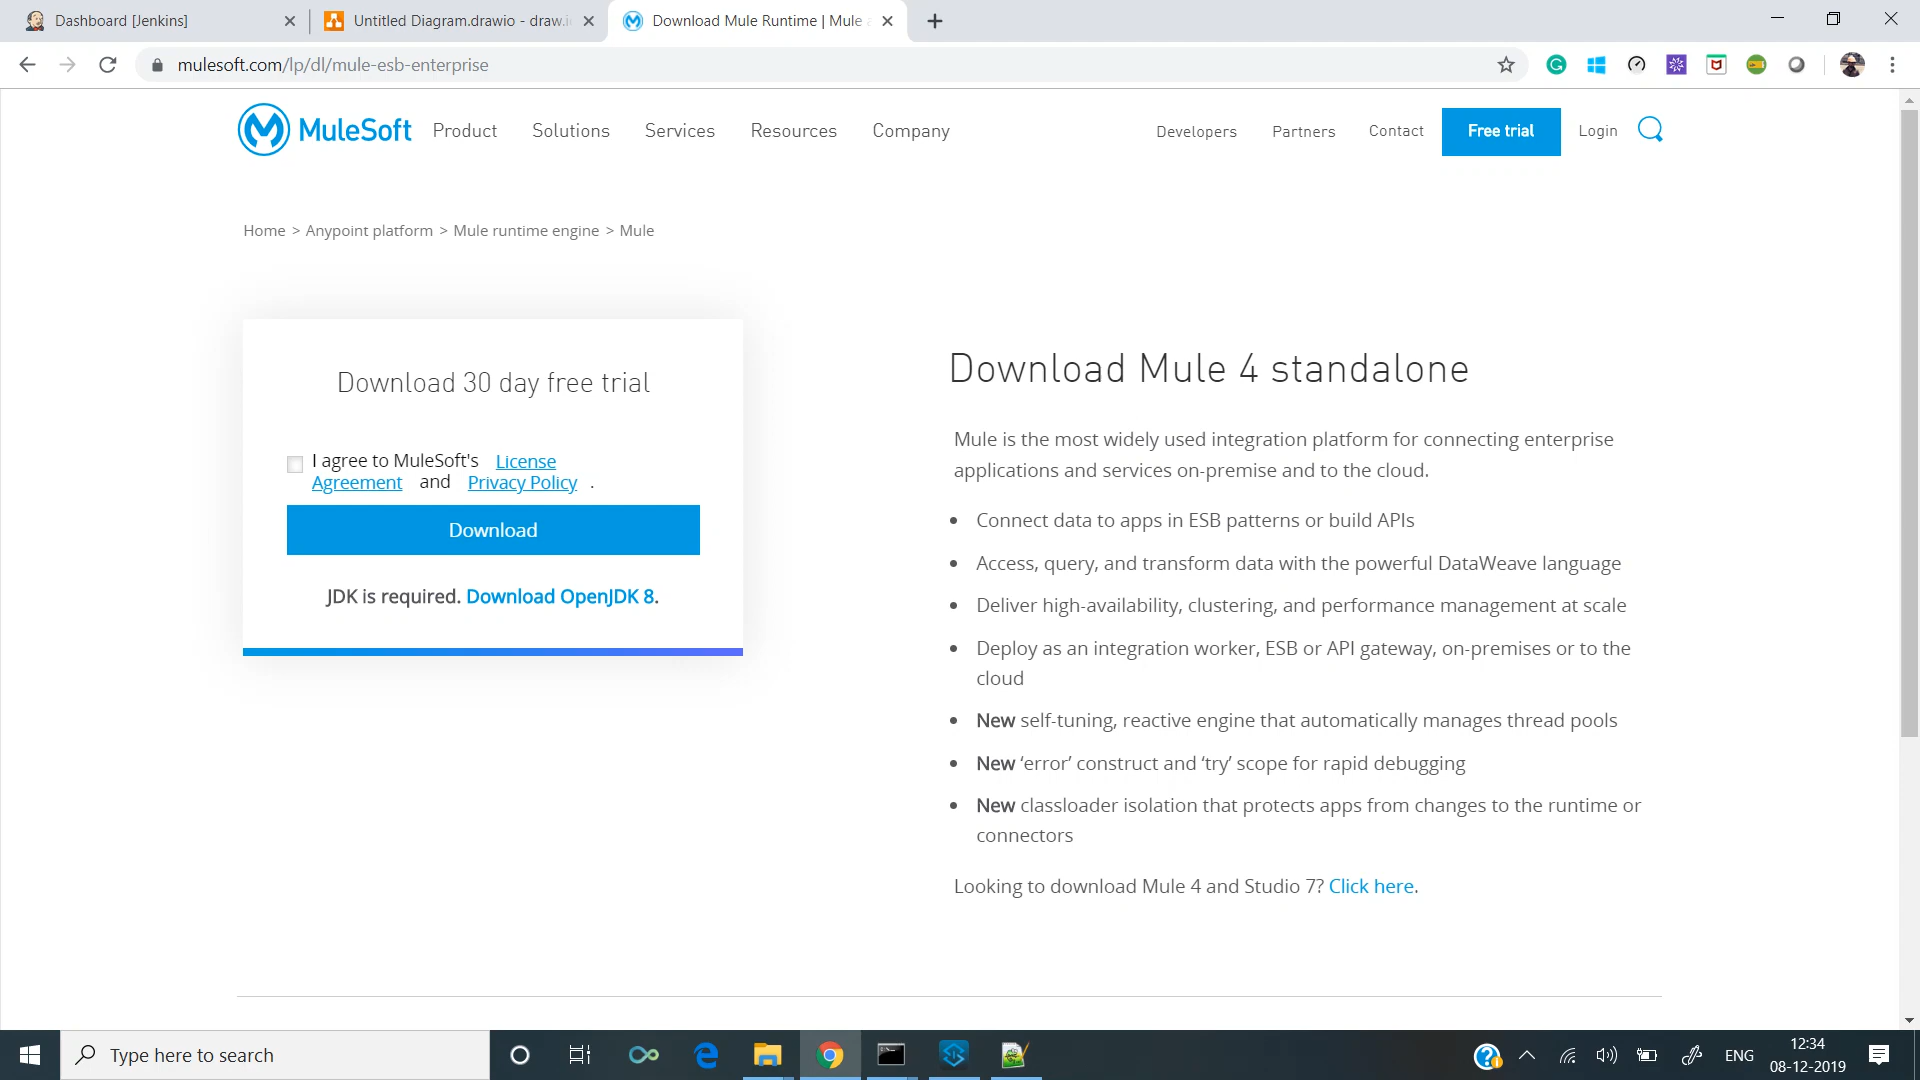 Dashboard [Jenkins]
Untitled Diagram.drawio - draw.i
Download Mule Runtime | Mule
mulesoft.com/lp/dl/mule-esb-enterprise
MuleSoft
Product
Solutions
Services
Resources
Company
Developers
Partners
Contact
Free trial
Login
Home > Anypoint platform > Mule runtime engine > Mule
Download 30 day free trial
I agree to MuleSoft's License
Agreement and Privacy Policy .
Download
JDK is required. Download OpenJDK 8.
Download Mule 4 standalone
Mule is the most widely used integration platform for connecting enterprise
applications and services on-premise and to the cloud.
• Connect data to apps in ESB patterns or build APIs
• Access, query, and transform data with the powerful DataWeave language
• Deliver high-availability, clustering, and performance management at scale
• Deploy as an integration worker, ESB or API gateway, on-premises or to the
cloud
• New self-tuning, reactive engine that automatically manages thread pools
• New ‘error’ construct and ‘try’ scope for rapid debugging
• New classloader isolation that protects apps from changes to the runtime or
connectors
Looking to download Mule 4 and Studio 7? Click here.
Type here to search
ENG
12:34
08-12-2019